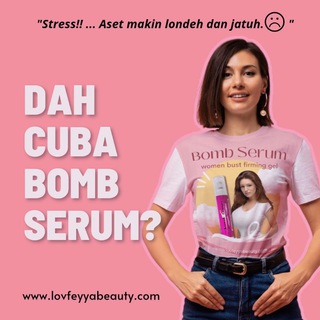 "Stress!! ... Aset makin londeh dan jatuh. "
DAH
CUBA
BOMB
SERUM?
Bomb Serum
women bust firming gel
www.lovfeyyabeauty.com